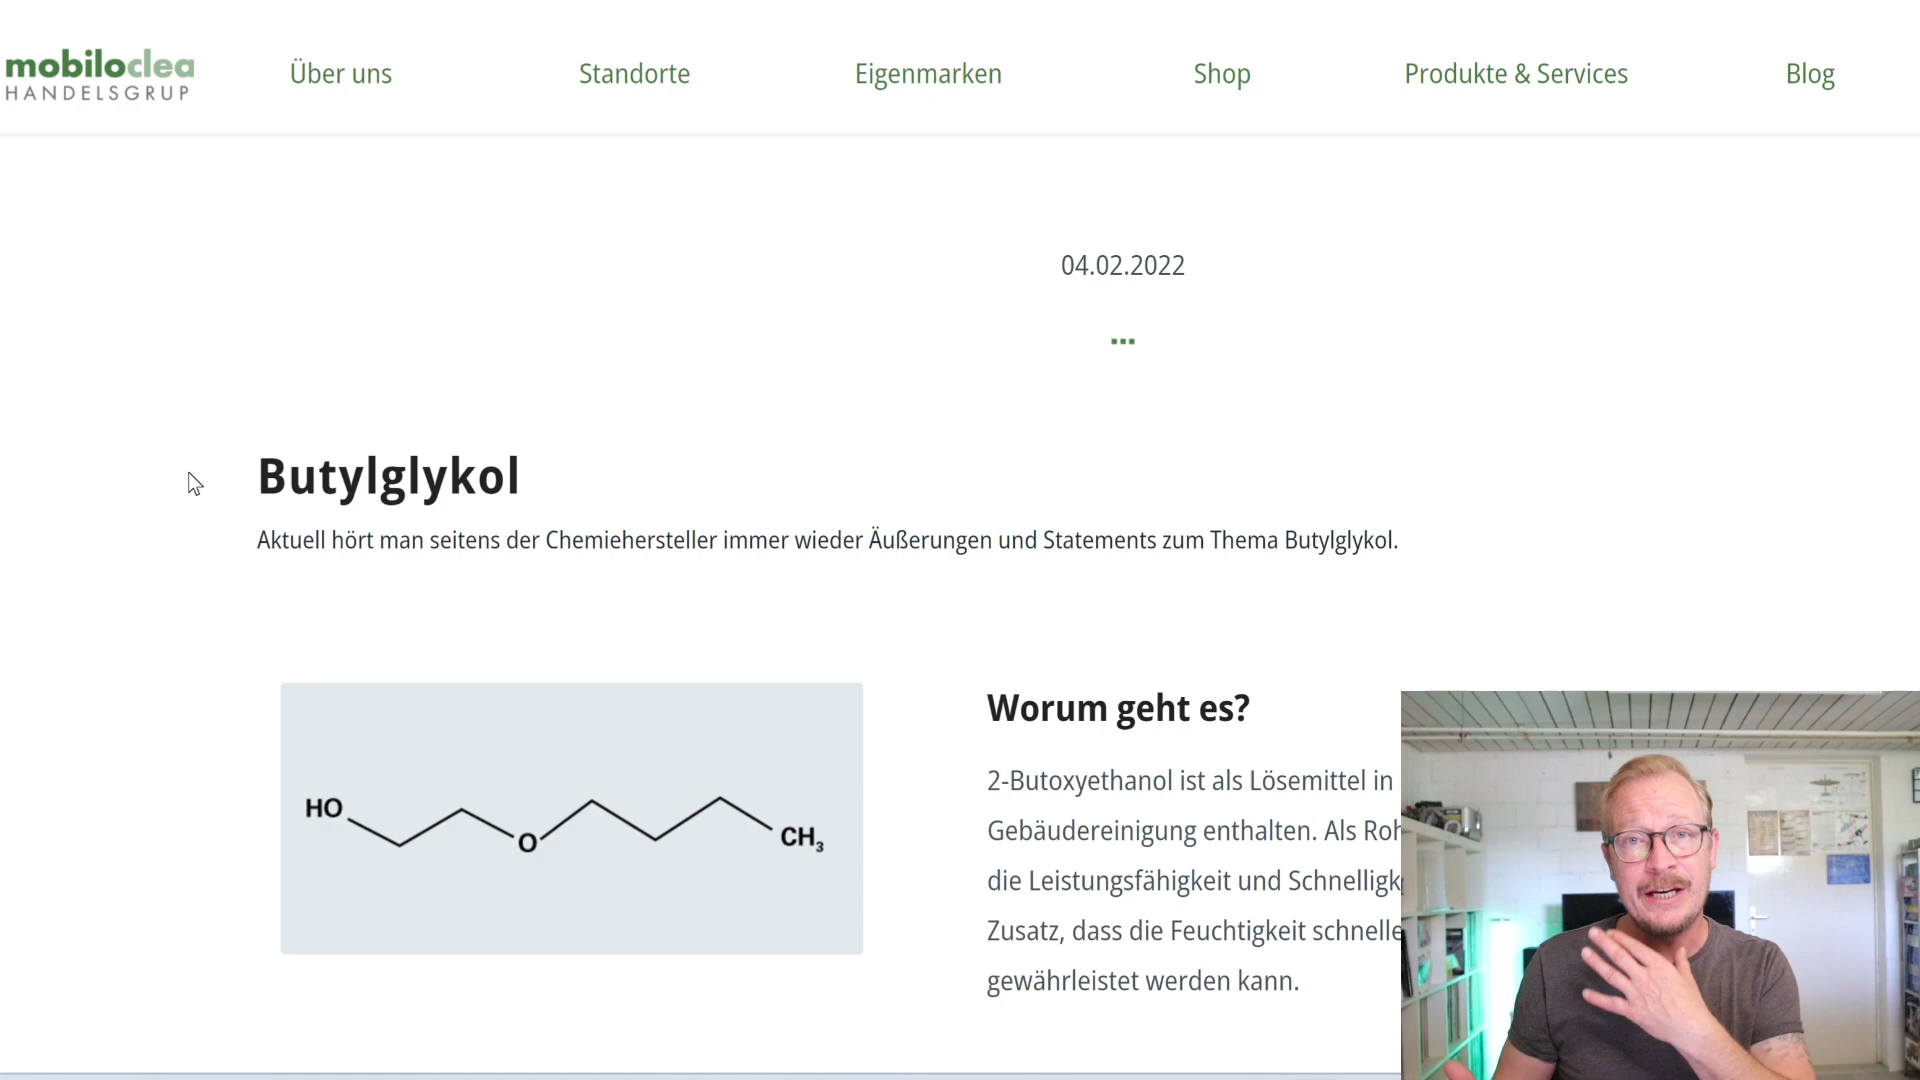 mobiloclea
HANDELSGRUP
Über uns
Standorte
Eigenmarken
Shop
Produkte & Services
Blog
04.02.2022
...
Butylglykol
Aktuell hört man seitens der Chemiehersteller immer wieder Äußerungen und Statements zum Thema Butylglykol.
HO
O
CH₃
Worum geht es?
2-Butoxyethanol ist als Lösemittel in
Gebäudereinigung enthalten. Als Roh
die Leistungsfähigkeit und Schnelligk
Zusatz, dass die Feuchtigkeit schnelle
gewährleistet werden kann.